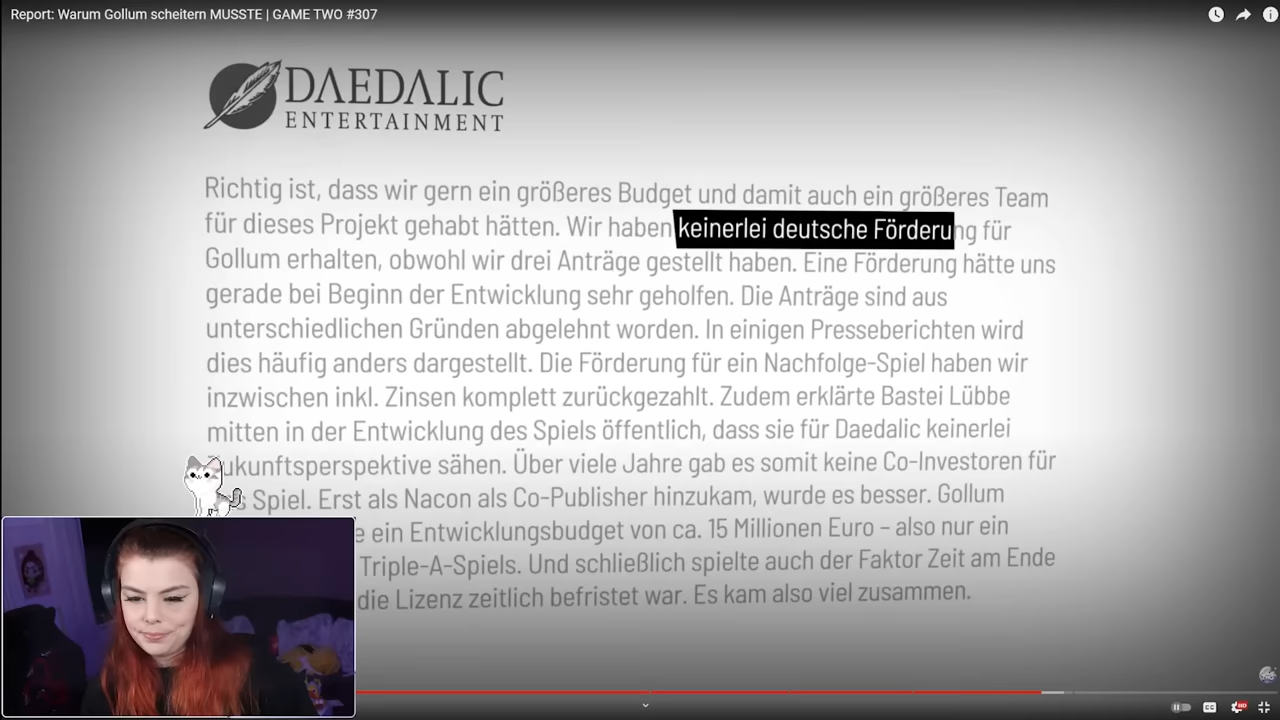 Report: Warum Gollum scheitern MUSSTE | GAME TWO #307
DAEDALIC
ENTERTAINMENT
Richtig ist, dass wir gern ein größeres Budget und damit auch ein größeres Team
für dieses Projekt gehabt hätten. Wir haben keinerlei deutsche Förderung für
Gollum erhalten, obwohl wir drei Anträge gestellt haben. Eine Förderung hätte uns
gerade bei Beginn der Entwicklung sehr geholfen. Die Anträge sind aus
unterschiedlichen Gründen abgelehnt worden. In einigen Presseberichten wird
dies häufig anders dargestellt. Die Förderung für ein Nachfolge-Spiel haben wir
inzwischen inkl. Zinsen komplett zurückgezahlt. Zudem erklärte Bastei Lübbe
mitten in der Entwicklung des Spiels öffentlich, dass sie für Daedalic keinerlei
ukunftsperspektive sähen. Über viele Jahre gab es somit keine Co-Investoren für
s Spiel. Erst als Nacon als Co-Publisher hinzukam, wurde es besser. Gollum
e ein Entwicklungsbudget von ca. 15 Millionen Euro – also nur ein
Triple-A-Spiels. Und schließlich spielte auch der Faktor Zeit am Ende
die Lizenz zeitlich befristet war. Es kam also viel zusammen.
CC
HD